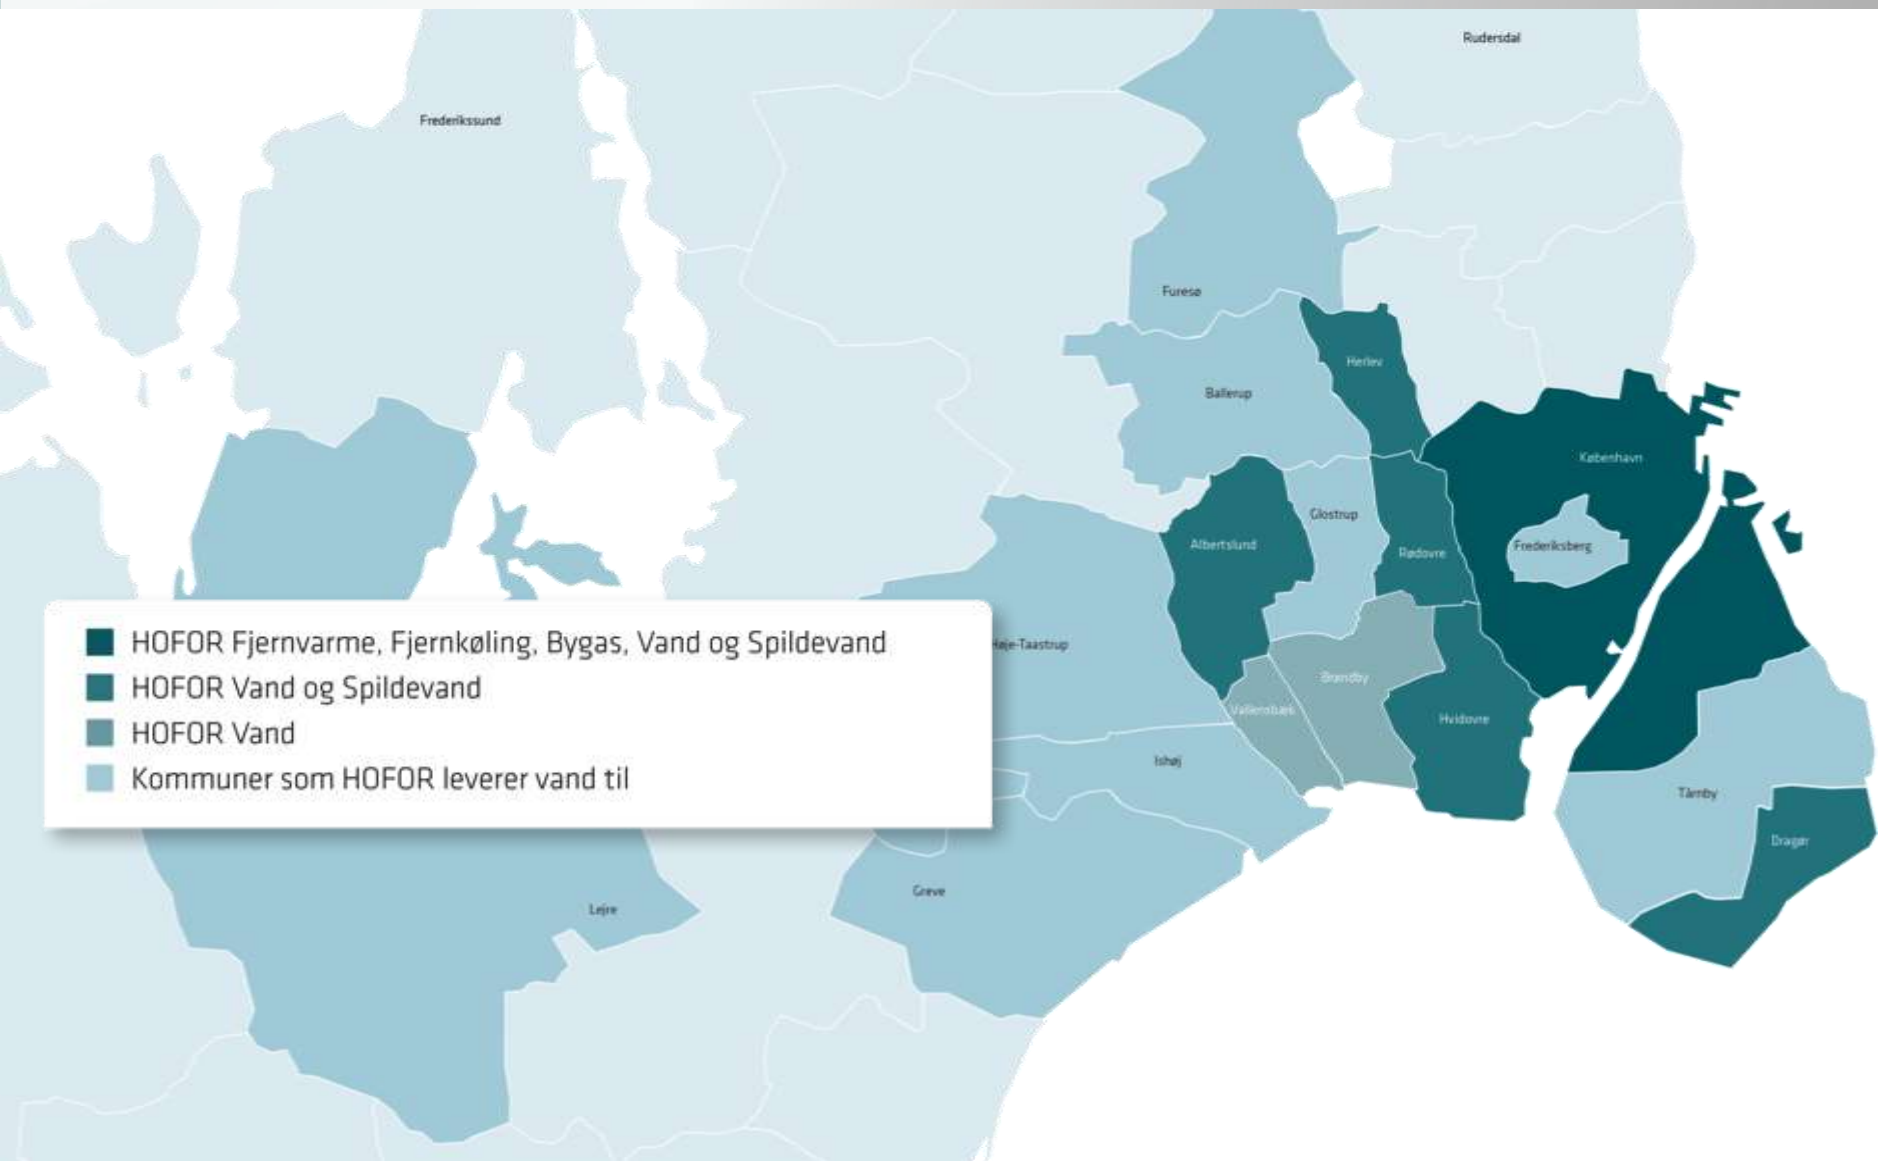 Rudersdal
Frederikssund
Furesø
Herlev
Ballerup
København
Glostrup
Frederiksberg
Albertslund
Rødovre
HOFOR Fjernvarme, Fjernkøling, Bygas, Vand og Spildevand
HOFOR Vand og Spildevand
HOFOR Vand
Kommuner som HOFOR leverer vand til
Høje-Taastrup
Brøndby
Vallensbæk
Hvidovre
Ishøj
Tårnby
Dragør
Greve
Lejre